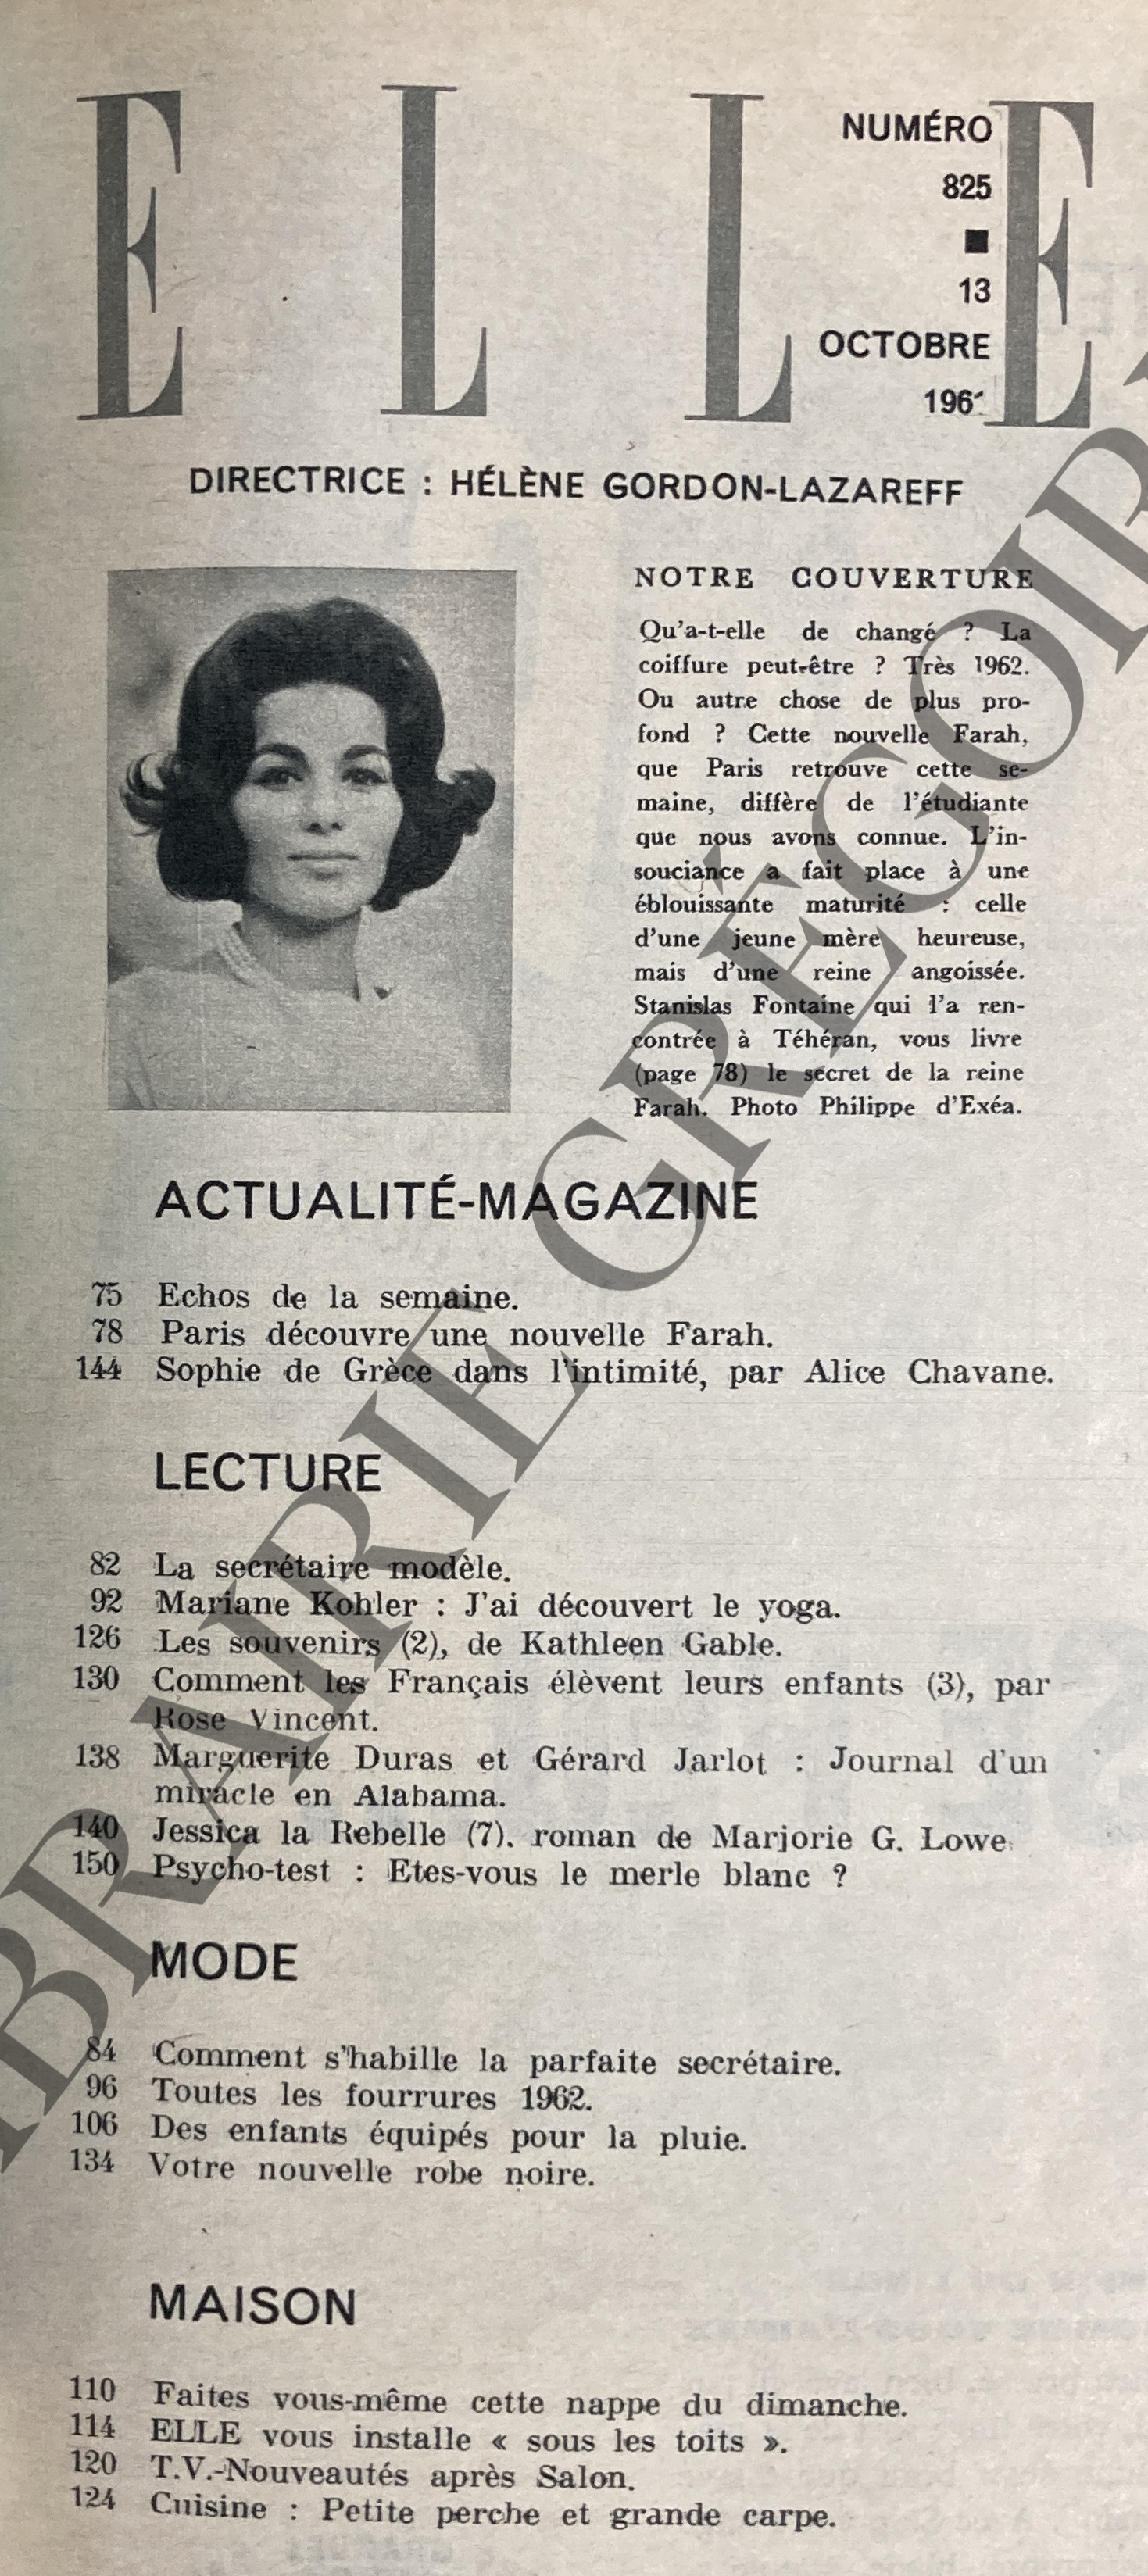 ELLE
NUMÉRO
825
■
13
OCTOBRE
196
DIRECTRICE : HÉLÈNE GORDON-LAZAREFF
NOTRE COUVERTURE
Qu'a-t-elle de changé ? La
coiffure peut-être ? Très 1962.
Ou autre chose de plus pro-
fond ? Cette nouvelle Farah,
que Paris retrouve cette se-
maine, diffère de l'étudiante
que nous avons connue. L'in-
souciance a fait place à une
éblouissante maturité : celle
d'une jeune mère heureuse,
mais d'une reine angoissée.
Stanislas Fontaine qui l'a ren-
contrée à Téhéran, vous livre
(page 78) le secret de la reine
Farah. Photo Philippe d'Exéa.
ACTUALITÉ-MAGAZINE
75 Echos de la semaine.
78 Paris découvre une nouvelle Farah.
144 Sophie de Grèce dans l'intimité, par Alice Chavane.
LECTURE
82 La secrétaire modèle.
92 Mariane Kohler : J'ai découvert le yoga.
126 Les souvenirs (2), de Kathleen Gable.
130 Comment les Français élèvent leurs enfants (3), par
Rose Vincent.
138 Marguerite Duras et Gérard Jarlot : Journal d'un
miracle en Alabama.
140 Jessica la Rebelle (7). roman de Marjorie G. Lowe.
150 Psycho-test : Etes-vous le merle blanc ?
MODE
84 Comment s'habille la parfaite secrétaire.
96 Toutes les fourrures 1962.
106 Des enfants équipés pour la pluie.
134 Votre nouvelle robe noire.
MAISON
110 Faites vous-même cette nappe du dimanche.
114 ELLE vous installe « sous les toits ».
120 T.V.-Nouveautés après Salon.
124 Cuisine : Petite perche et grande carpe.
BRAIRIE GRÉGOI